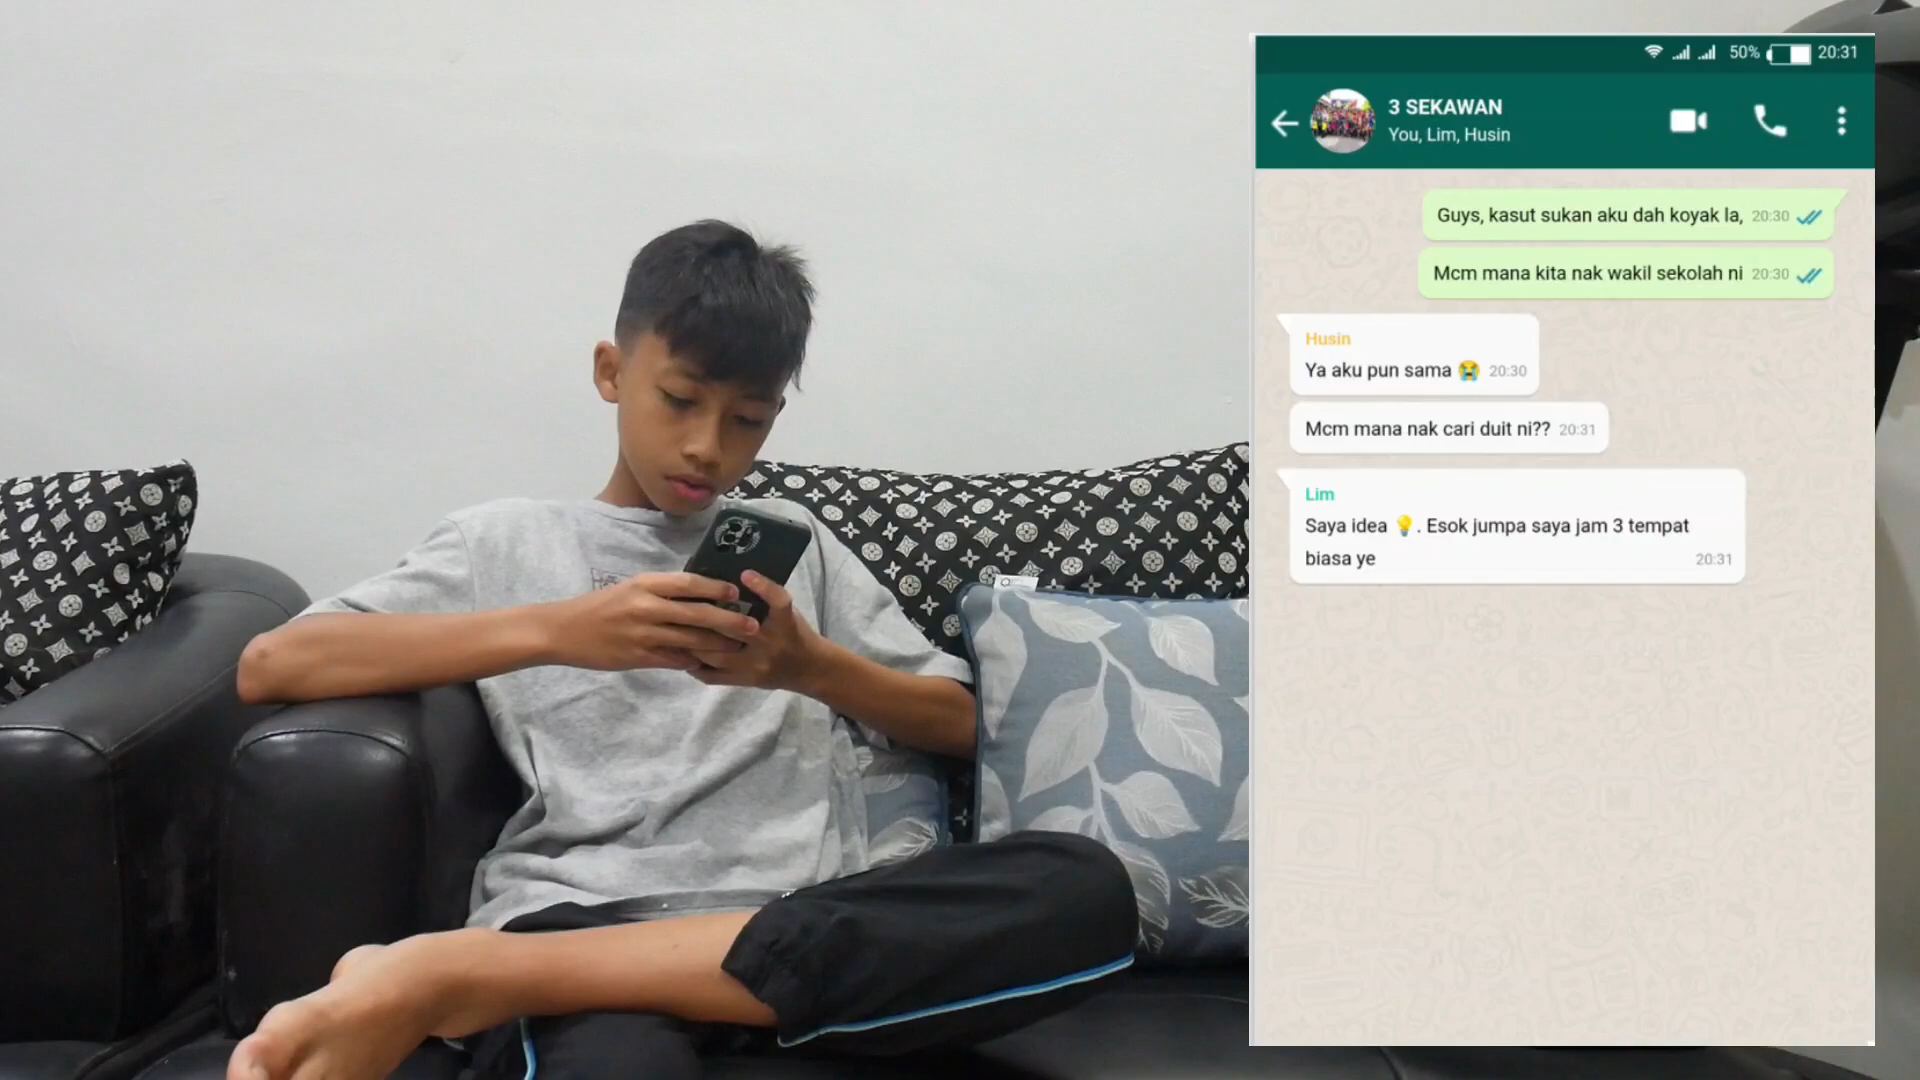 50% 20:31
3 SEKAWAN
You, Lim, Husin
Guys, kasut sukan aku dah koyak la, 20:30
Mcm mana kita nak wakil sekolah ni 20:30
Husin
Ya aku pun sama 😭 20:30
Mcm mana nak cari duit ni?? 20:31
Lim
Saya idea 💡. Esok jumpa saya jam 3 tempat
biasa ye 20:31